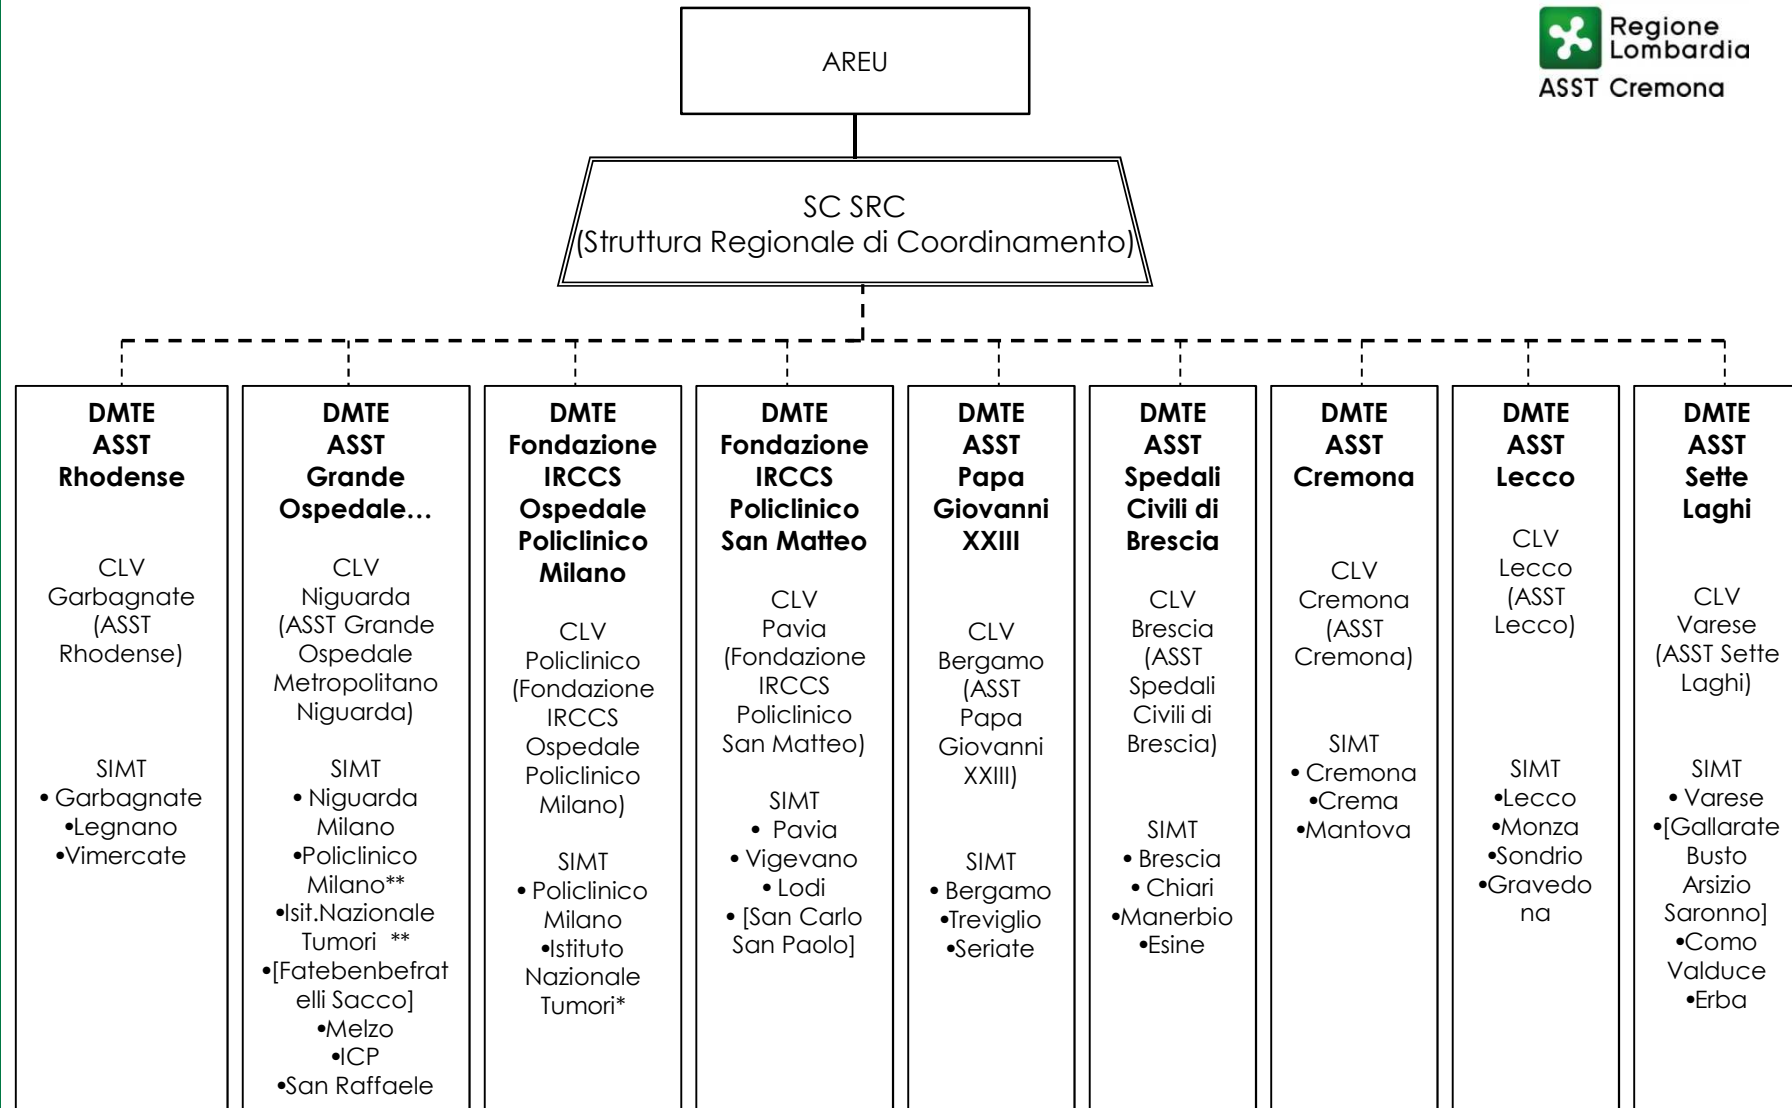 AREU
Regione
Lombardia
ASST Cremona
SC SRC
(Struttura Regionale di Coordinamento)
DMTE
ASST
Rhodense
CLV
Garbagnate
(ASST
Rhodense)
SIMT
• Garbagnate
•Legnano
•Vimercate
DMTE
ASST
Grande
Ospedale…
CLV
Niguarda
(ASST Grande
Ospedale
Metropolitano
Niguarda)
SIMT
• Niguarda
Milano
•Policlinico
Milano**
•Isit.Nazionale
Tumori **
•[Fatebenbefrat
elli Sacco]
•Melzo
•ICP
•San Raffaele
DMTE
Fondazione
IRCCS
Ospedale
Policlinico
Milano
CLV
Policlinico
(Fondazione
IRCCS
Ospedale
Policlinico
Milano)
SIMT
• Policlinico
Milano
•Istituto
Nazionale
Tumori*
DMTE
Fondazione
IRCCS
Policlinico
San Matteo
CLV
Pavia
(Fondazione
IRCCS
Policlinico
San Matteo)
SIMT
• Pavia
• Vigevano
• Lodi
• [San Carlo
San Paolo]
DMTE
ASST
Papa
Giovanni
XXIII
CLV
Bergamo
(ASST
Papa
Giovanni
XXIII)
SIMT
• Bergamo
•Treviglio
•Seriate
DMTE
ASST
Spedali
Civili di
Brescia
CLV
Brescia
(ASST
Spedali
Civili di
Brescia)
SIMT
• Brescia
• Chiari
•Manerbio
•Esine
DMTE
ASST
Cremona
CLV
Cremona
(ASST
Cremona)
SIMT
• Cremona
•Crema
•Mantova
DMTE
ASST
Lecco
CLV
Lecco
(ASST
Lecco)
SIMT
•Lecco
•Monza
•Sondrio
•Gravedo
na
DMTE
ASST
Sette
Laghi
CLV
Varese
(ASST Sette
Laghi)
SIMT
• Varese
•[Gallarate
Busto
Arsizio
Saronno]
•Como
Valduce
•Erba